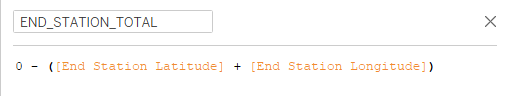 END_STATION_TOTAL
0 - ([End Station Latitude] + [End Station Longitude])